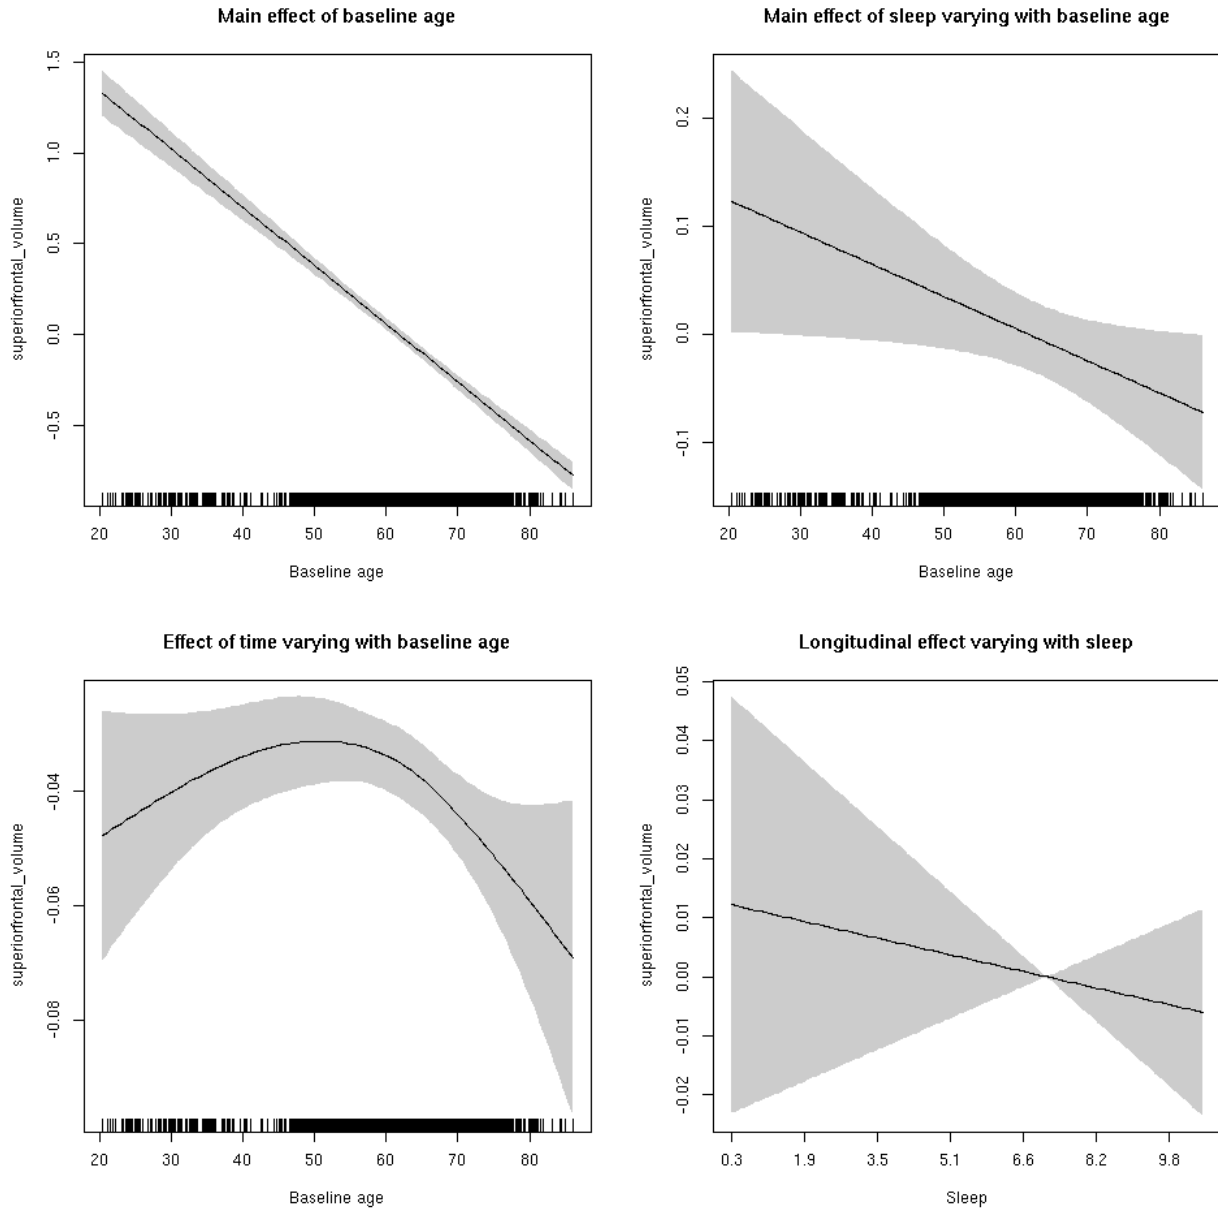 Main effect of baseline age
superiorfrontal_volume
1.5
1.0
0.5
0.0
-0.5
20 30 40 50 60 70 80
Baseline age
Main effect of sleep varying with baseline age
superiorfrontal_volume
0.2
0.1
0.0
-0.1
20 30 40 50 60 70 80
Baseline age
Effect of time varying with baseline age
superiorfrontal_volume
-0.04
-0.06
-0.08
20 30 40 50 60 70 80
Baseline age
Longitudinal effect varying with sleep
superiorfrontal_volume
0.05
0.04
0.03
0.02
0.01
0.00
-0.01
-0.02
0.3 1.9 3.5 5.1 6.6 8.2 9.8
Sleep